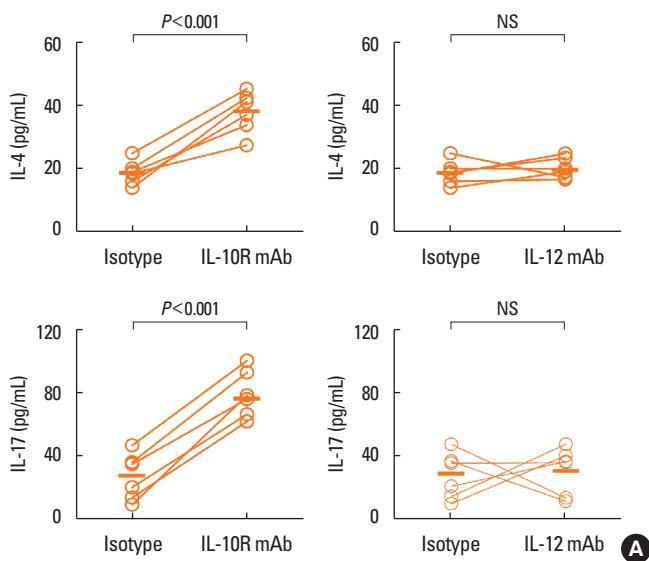 P<0.001
60
40
20
0
IL-4 (pg/mL)
Isotype IL-10R mAb
NS
60
40
20
0
IL-4 (pg/mL)
Isotype IL-12 mAb
P<0.001
120
80
40
0
IL-17 (pg/mL)
Isotype IL-10R mAb
NS
120
80
40
0
IL-17 (pg/mL)
Isotype IL-12 mAb
A